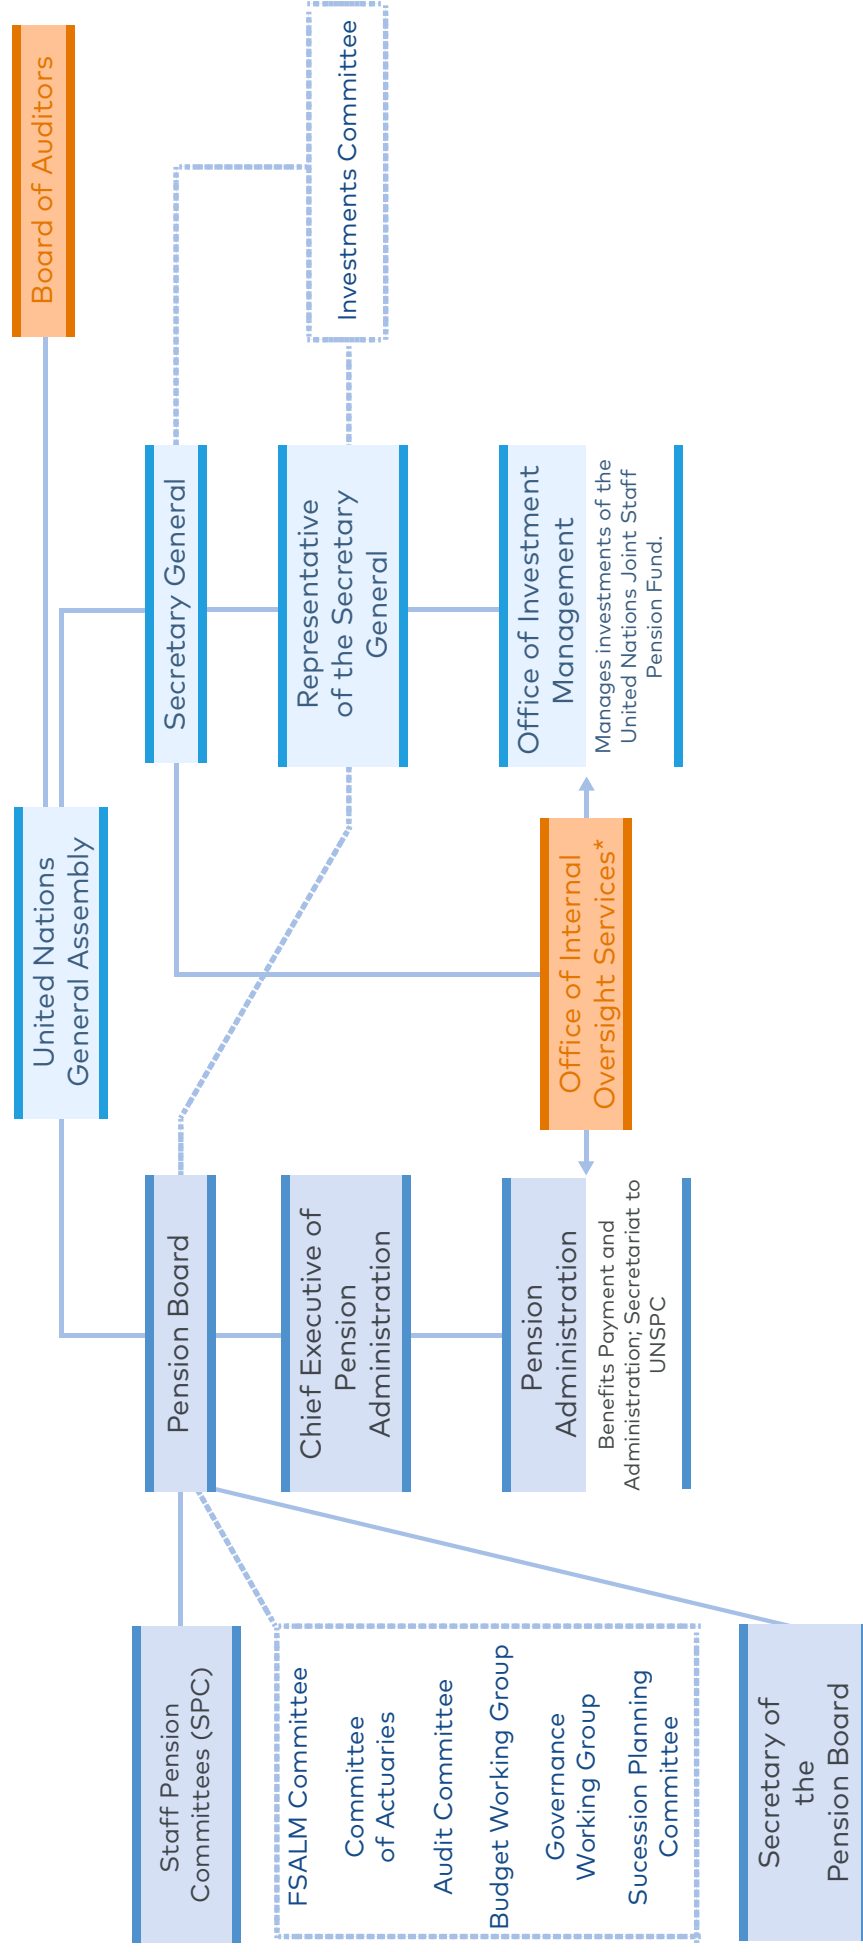 United Nations
General Assembly
Board of Auditors
Staff Pension
Committees (SPC)
Pension Board
Secretary General
FSALM Committee
Committee
of Actuaries
Audit Committee
Budget Working Group
Governance
Working Group
Sucession Planning
Committee
Chief Executive of
Pension
Administration
Representative
of the Secretary
General
Investments Committee
Pension
Administration
Benefits Payment and
Administration; Secretariat to
UNSPC
Office of Internal
Oversight Services*
Office of Investment
Management
Manages investments of the
United Nations Joint Staff
Pension Fund.
Secretary of
the
Pension Board